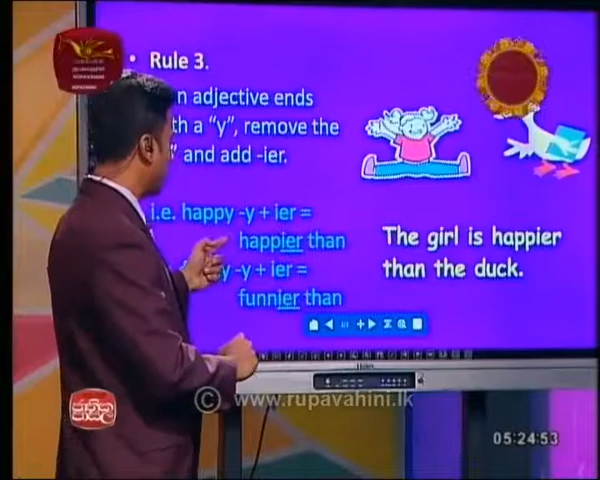 • Rule 3.
n adjective ends
th a “y”, remove the
” and add -ier.
i.e. happy -y + ier =
happier than
y -y + ier =
funnier than
The girl is happier
than the duck.
© www.rupavahini.lk
05:24:53